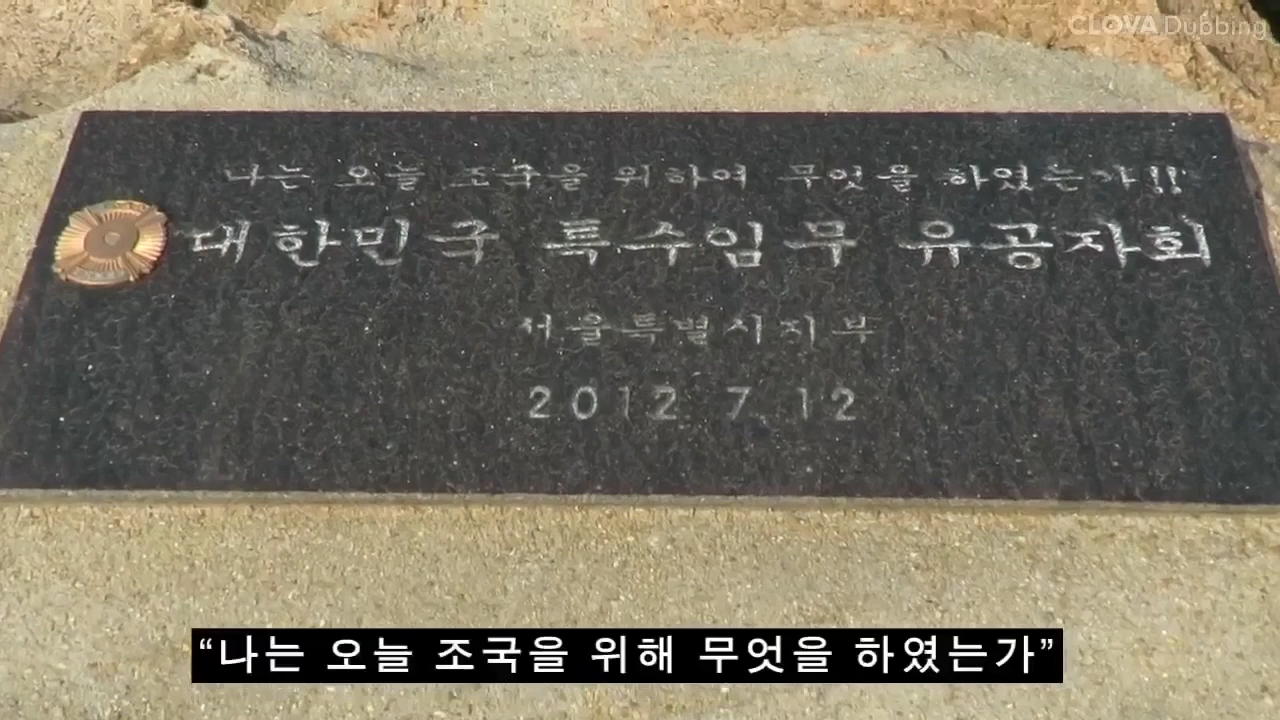 CLOVA Dubbing
나는 오늘 조국을 위하여 무엇을 하였는가!!
대한민국 특수임무 유공자회
서울특별시지부
2012 7 12
“나는 오늘 조국을 위해 무엇을 하였는가”